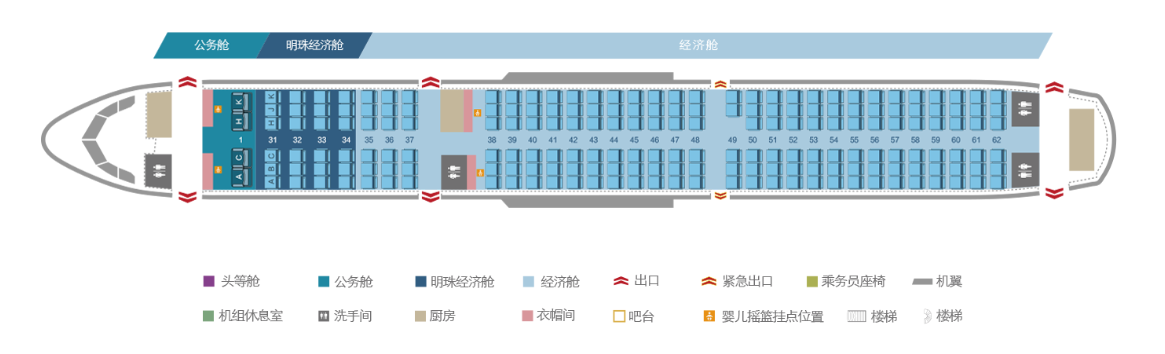 公务舱 明珠经济舱 经济舱
K K
H H J
1 31 32 33 34 35 36 37 38 39 40 41 42 43 44 45 46 47 48 49 50 51 52 53 54 55 56 57 58 59 60 61 62
C C B
A A
头等舱 公务舱 明珠经济舱 经济舱 出口 紧急出口 乘务员座椅 机翼
机组休息室 洗手间 厨房 衣帽间 吧台 婴儿摇篮挂点位置 楼梯 楼梯